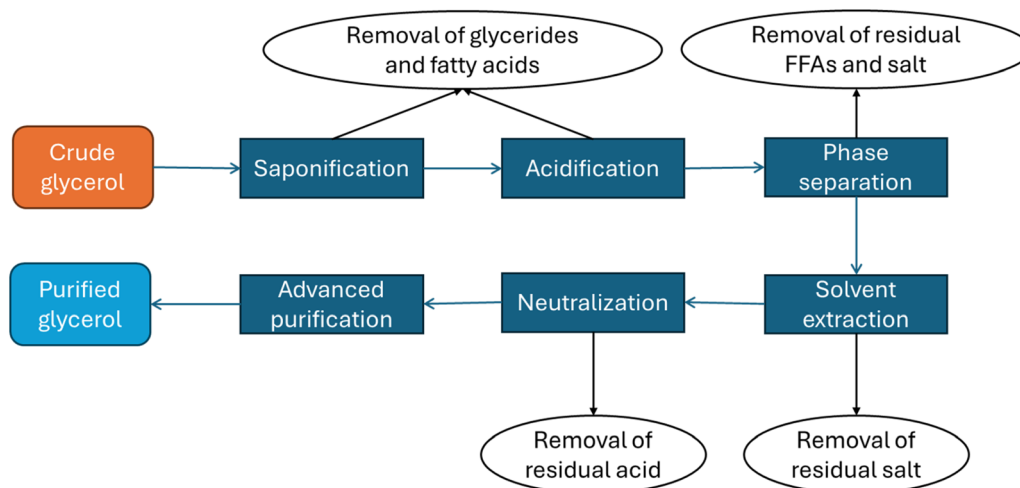 Removal of glycerides
and fatty acids
Removal of residual
FFAs and salt
Crude
glycerol
Saponification
Acidification
Phase
separation
Purified
glycerol
Advanced
purification
Neutralization
Solvent
extraction
Removal of
residual acid
Removal of
residual salt